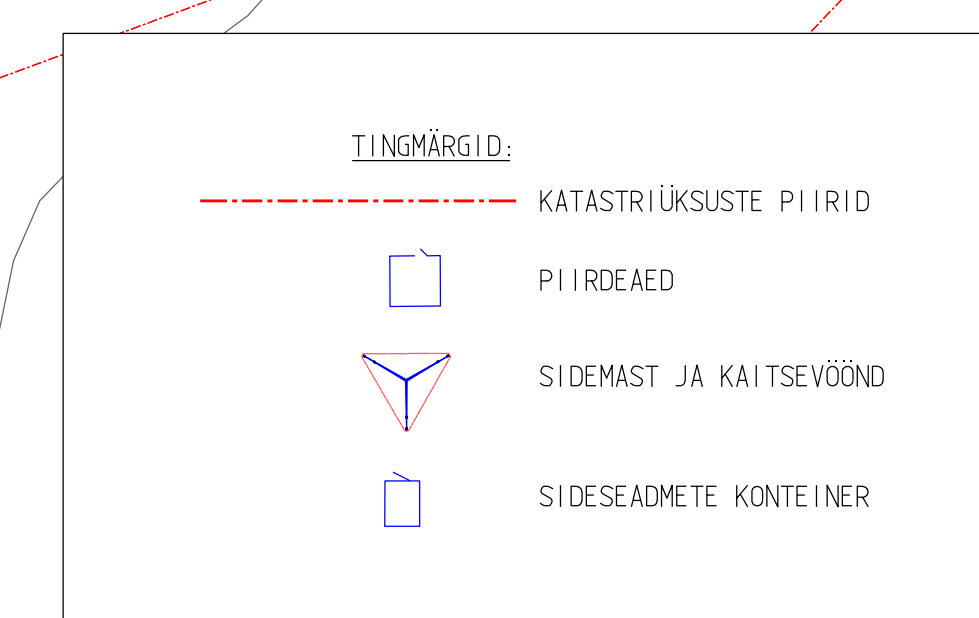 TINGMÄRGID:
KATASTRIÜKSUSTE PIIRID
PIIRDEAED
SIDEMAST JA KAITSEVÖÖND
SIDESEADMETE KONTEINER